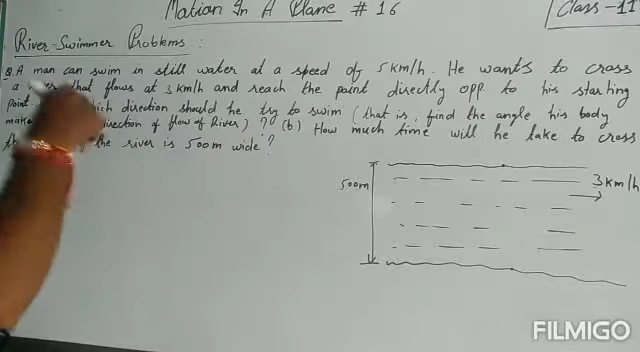 Motion In A Plane # 16
Class-11
River-Swimmer Problems :
Q. A man can swim in still water at a speed of 5 km/h. He wants to cross
a that flows at 3 km/h and reach the point directly opp to his starting
point. direction should he try to swim (that is, find the angle his body
make direction of flow of River) ? (b) How much time will he take to cross
the river is 500m wide ?
500m
3 km/h
FILMIGO